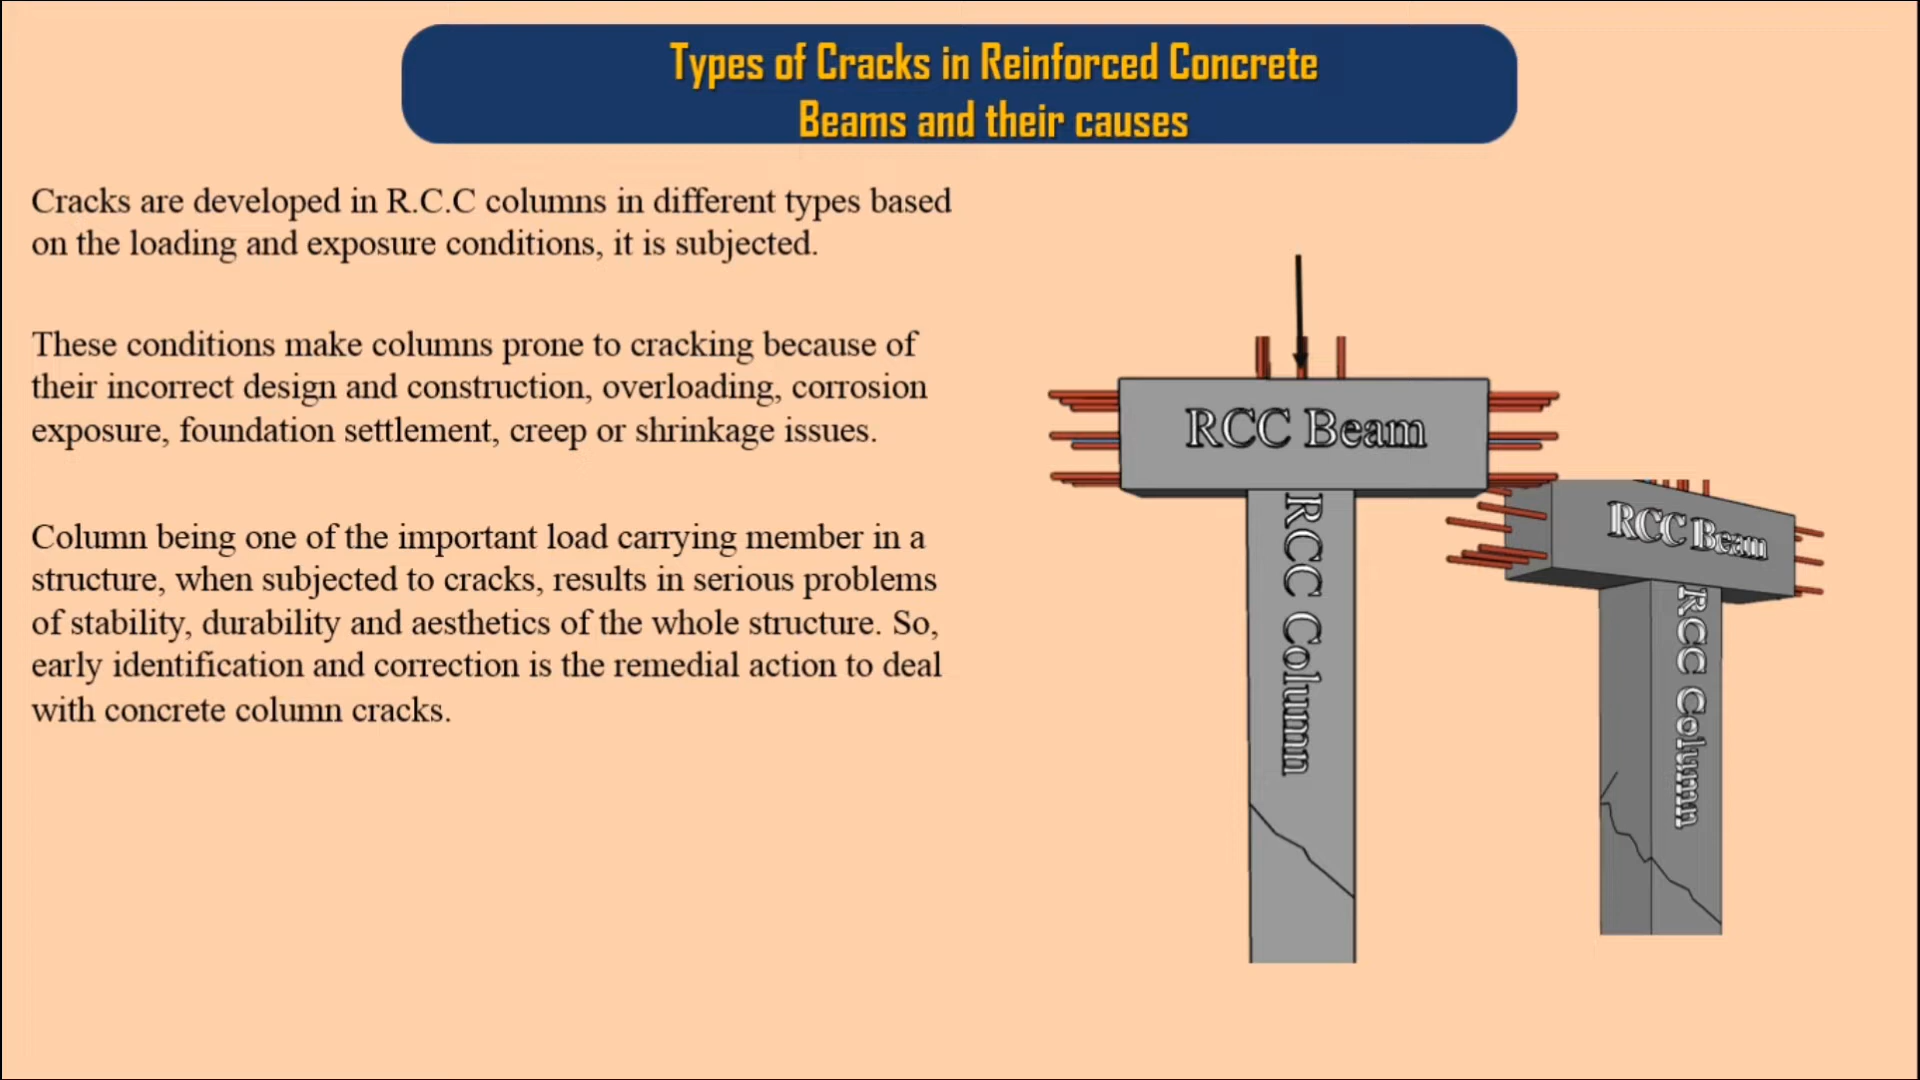 Types of Cracks in Reinforced Concrete
Beams and their causes
Cracks are developed in R.C.C columns in different types based
on the loading and exposure conditions, it is subjected.
These conditions make columns prone to cracking because of
their incorrect design and construction, overloading, corrosion
exposure, foundation settlement, creep or shrinkage issues.
Column being one of the important load carrying member in a
structure, when subjected to cracks, results in serious problems
of stability, durability and aesthetics of the whole structure. So,
early identification and correction is the remedial action to deal
with concrete column cracks.
RCC Beam
RCC Column
RCC Beam
RCC Column